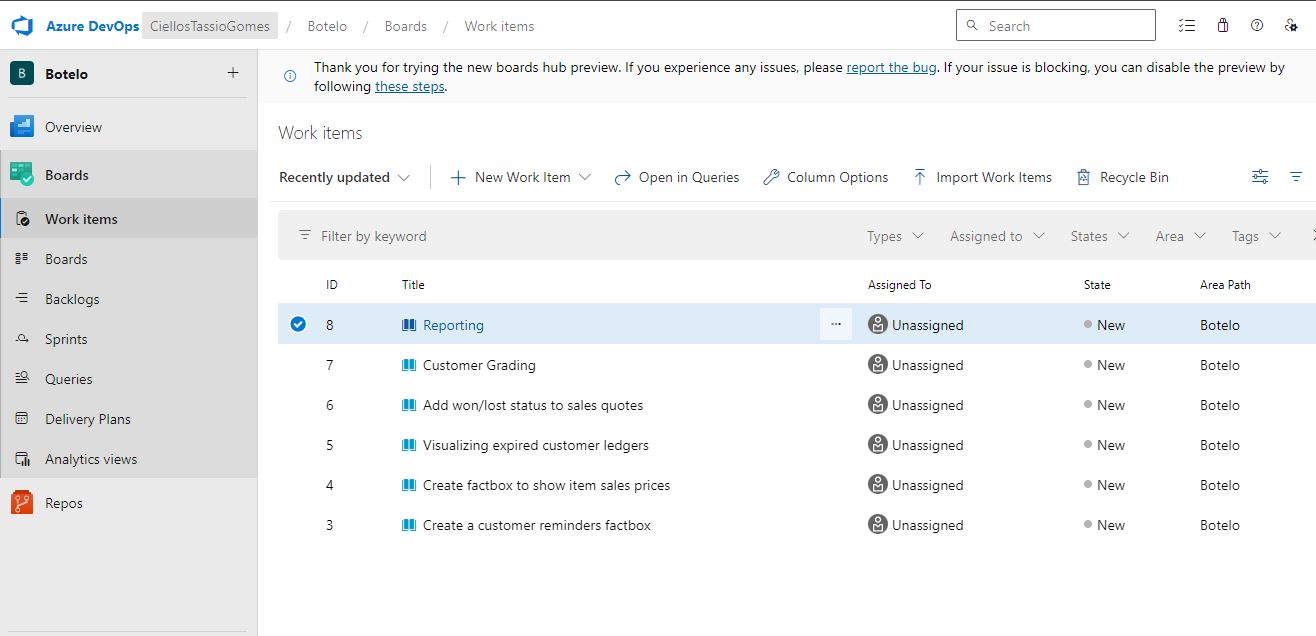 Azure DevOps CiellosTassioGomes / Botelo / Boards / Work items Search
B Botelo
Thank you for trying the new boards hub preview. If you experience any issues, please report the bug. If your issue is blocking, you can disable the preview by
following these steps.
Overview
Boards
Work items
Boards
Backlogs
Sprints
Queries
Delivery Plans
Analytics views
Repos
Work items
Recently updated New Work Item Open in Queries Column Options Import Work Items Recycle Bin
Filter by keyword Types Assigned to States Area Tags
ID Title Assigned To State Area Path
8 Reporting ... Unassigned New Botelo
7 Customer Grading Unassigned New Botelo
6 Add won/lost status to sales quotes Unassigned New Botelo
5 Visualizing expired customer ledgers Unassigned New Botelo
4 Create factbox to show item sales prices Unassigned New Botelo
3 Create a customer reminders factbox Unassigned New Botelo